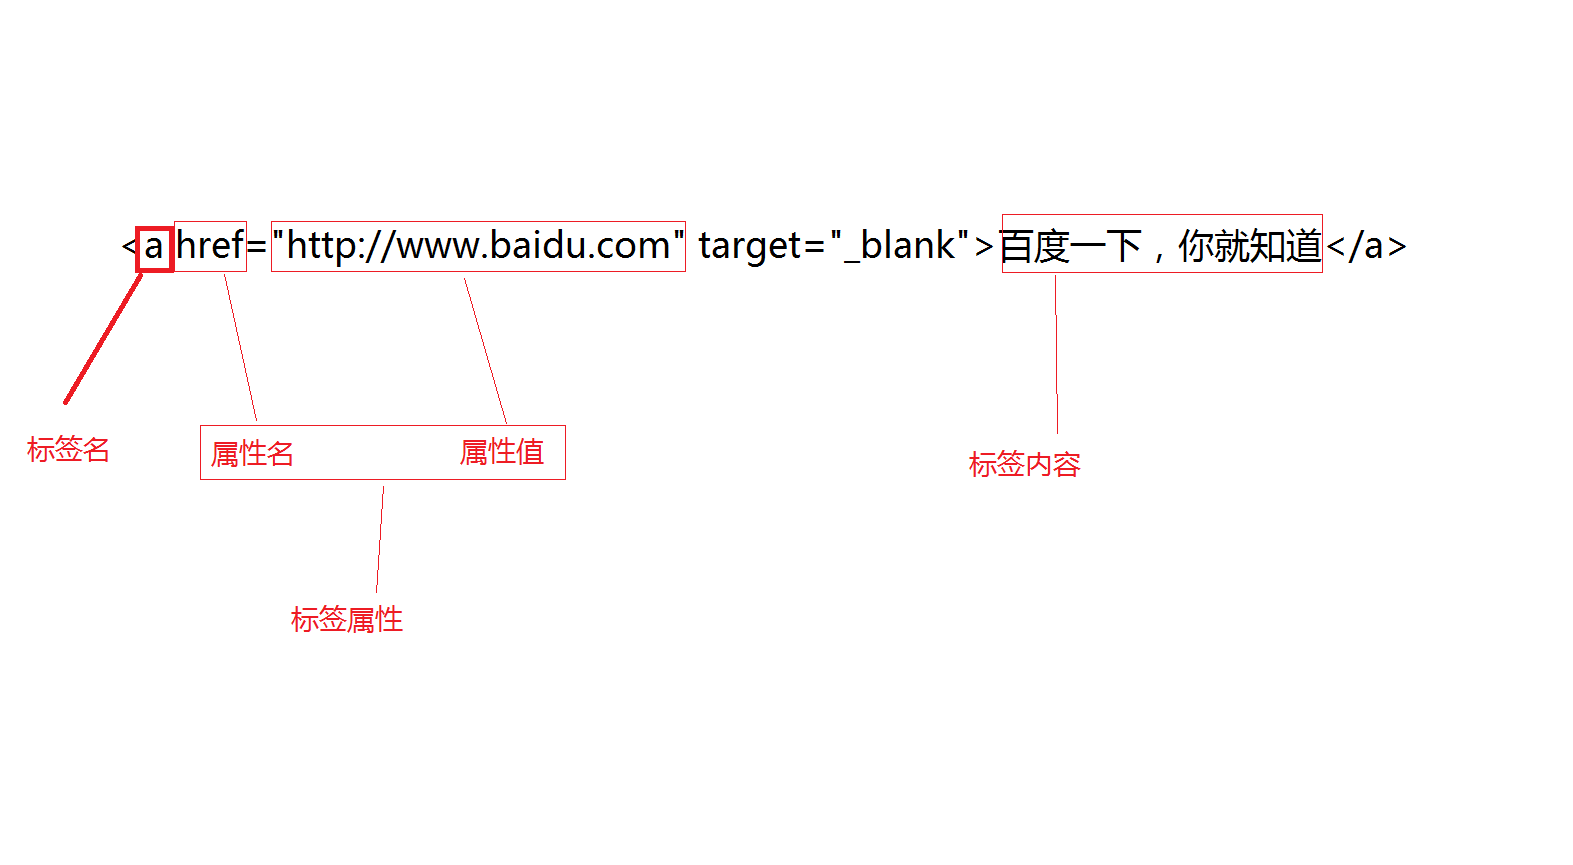 <a href="http://www.baidu.com" target="_blank">百度一下，你就知道</a>
标签名
属性名
属性值
标签内容
标签属性